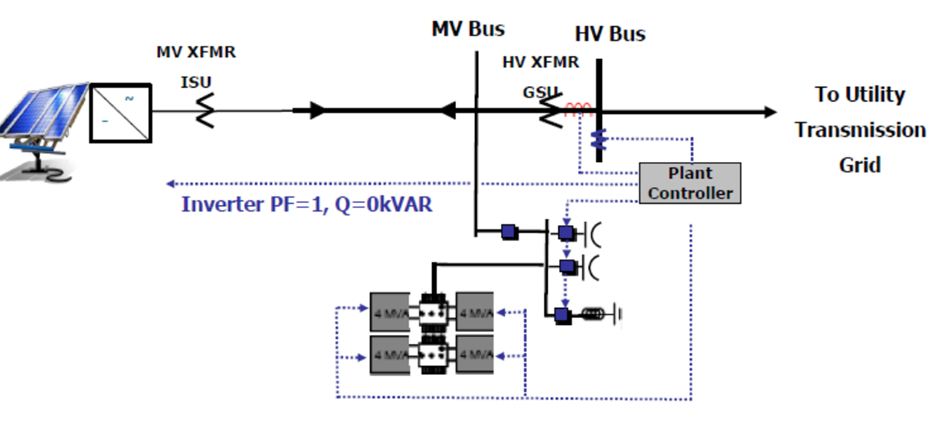 MV Bus
HV Bus
MV XFMR
ISU
HV XFMR
GSU
~
-
To Utility
Transmission
Grid
Plant
Controller
Inverter PF=1, Q=0kVAR
4 MVA
4 MVA
4 MVA
4 MVA